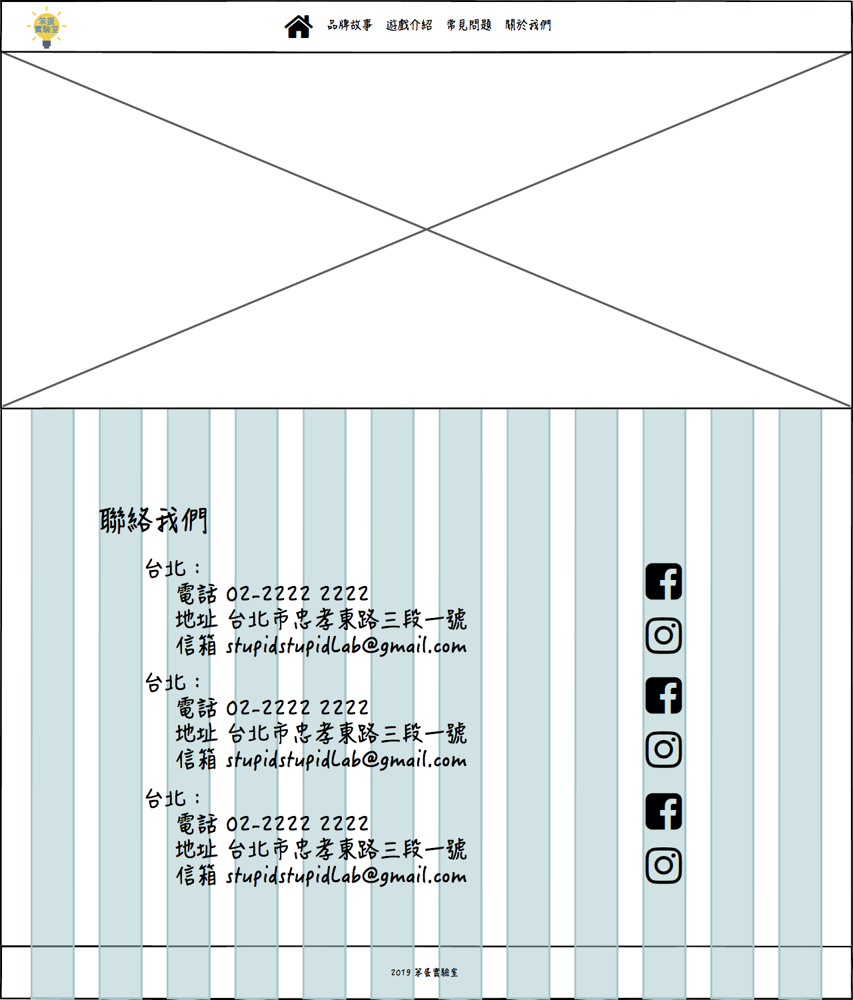 笨蛋
實驗室
品牌故事 遊戲介紹 常見問題 關於我們
聯絡我們
台北：
電話 02-2222 2222
地址 台北市忠孝東路三段一號
信箱 stupidstupidLab@gmail.com
台北：
電話 02-2222 2222
地址 台北市忠孝東路三段一號
信箱 stupidstupidLab@gmail.com
台北：
電話 02-2222 2222
地址 台北市忠孝東路三段一號
信箱 stupidstupidLab@gmail.com
2019 笨蛋實驗室